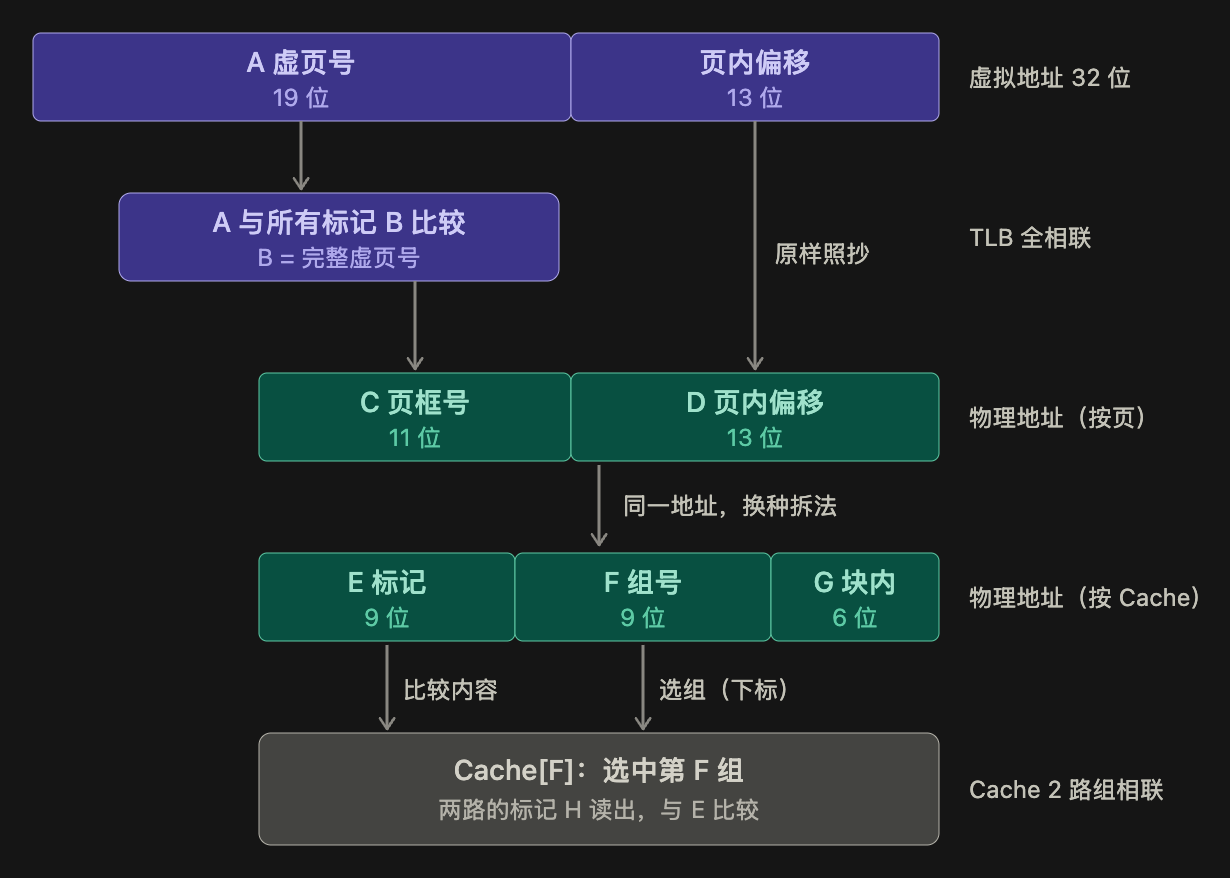 A 虚页号
19 位
页内偏移
13 位
虚拟地址 32 位
A 与所有标记 B 比较
B = 完整虚页号
原样照抄
TLB 全相联
C 页框号
11 位
D 页内偏移
13 位
物理地址（按页）
同一地址，换种拆法
E 标记
9 位
F 组号
9 位
G 块内
6 位
物理地址（按 Cache）
比较内容
选组（下标）
Cache[F]：选中第 F 组
两路的标记 H 读出，与 E 比较
Cache 2 路组相联